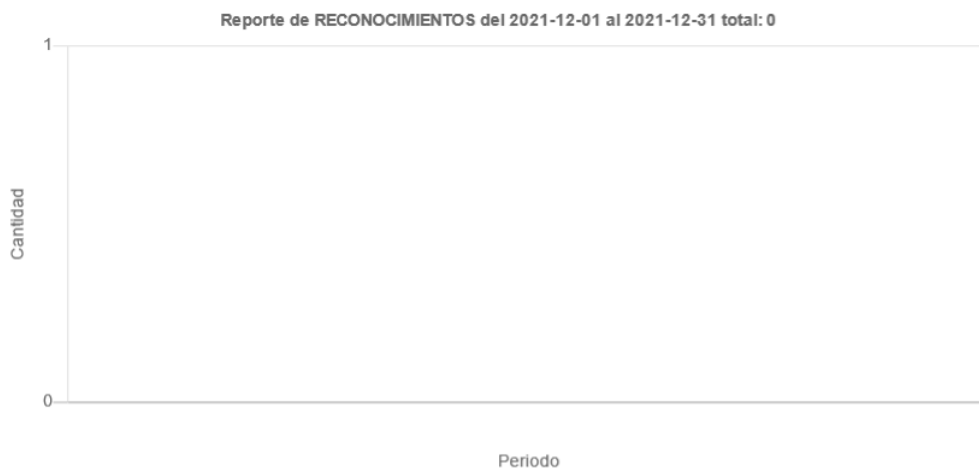 Reporte de RECONOCIMIENTOS del 2021-12-01 al 2021-12-31 total: 0
1
Cantidad
0
Periodo